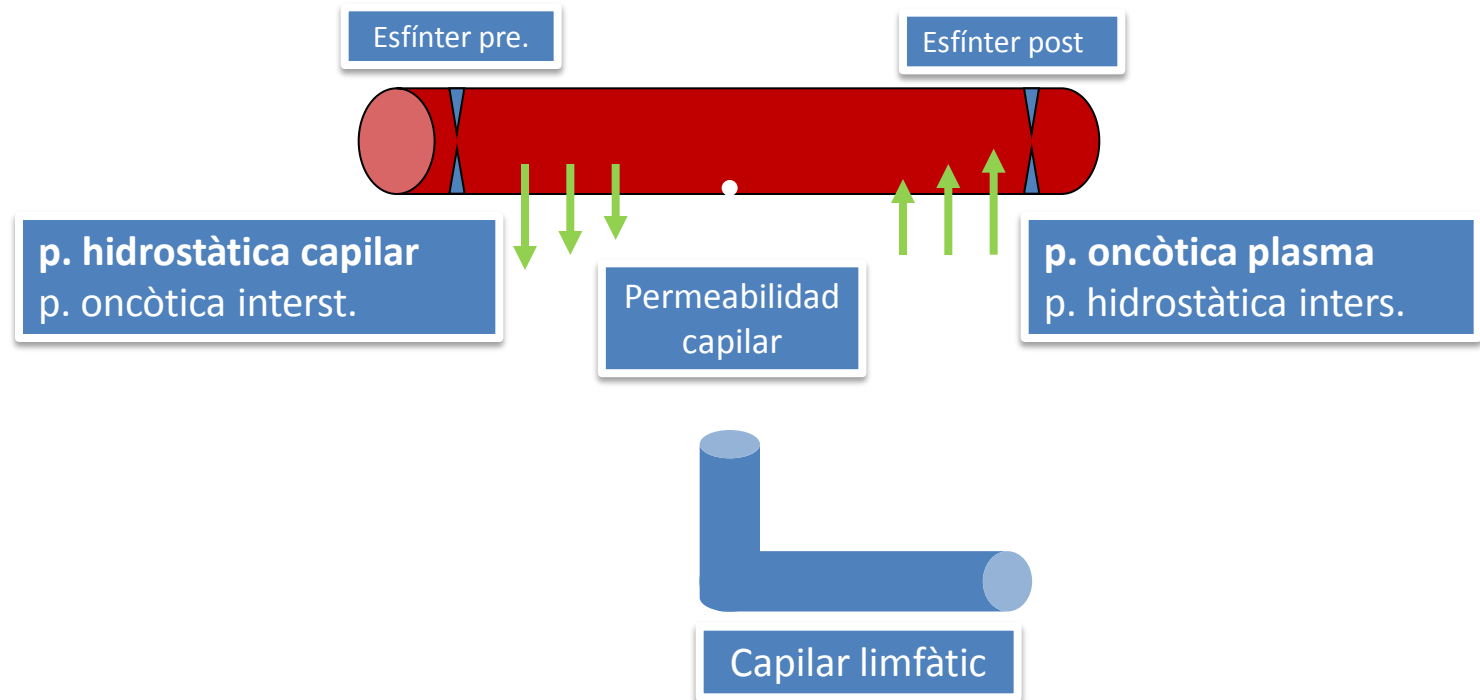 Esfínter pre.
Esfínter post
p. hidrostàtica capilar
p. oncòtica interst.
Permeabilidad
capilar
p. oncòtica plasma
p. hidrostàtica inters.
Capilar limfàtic